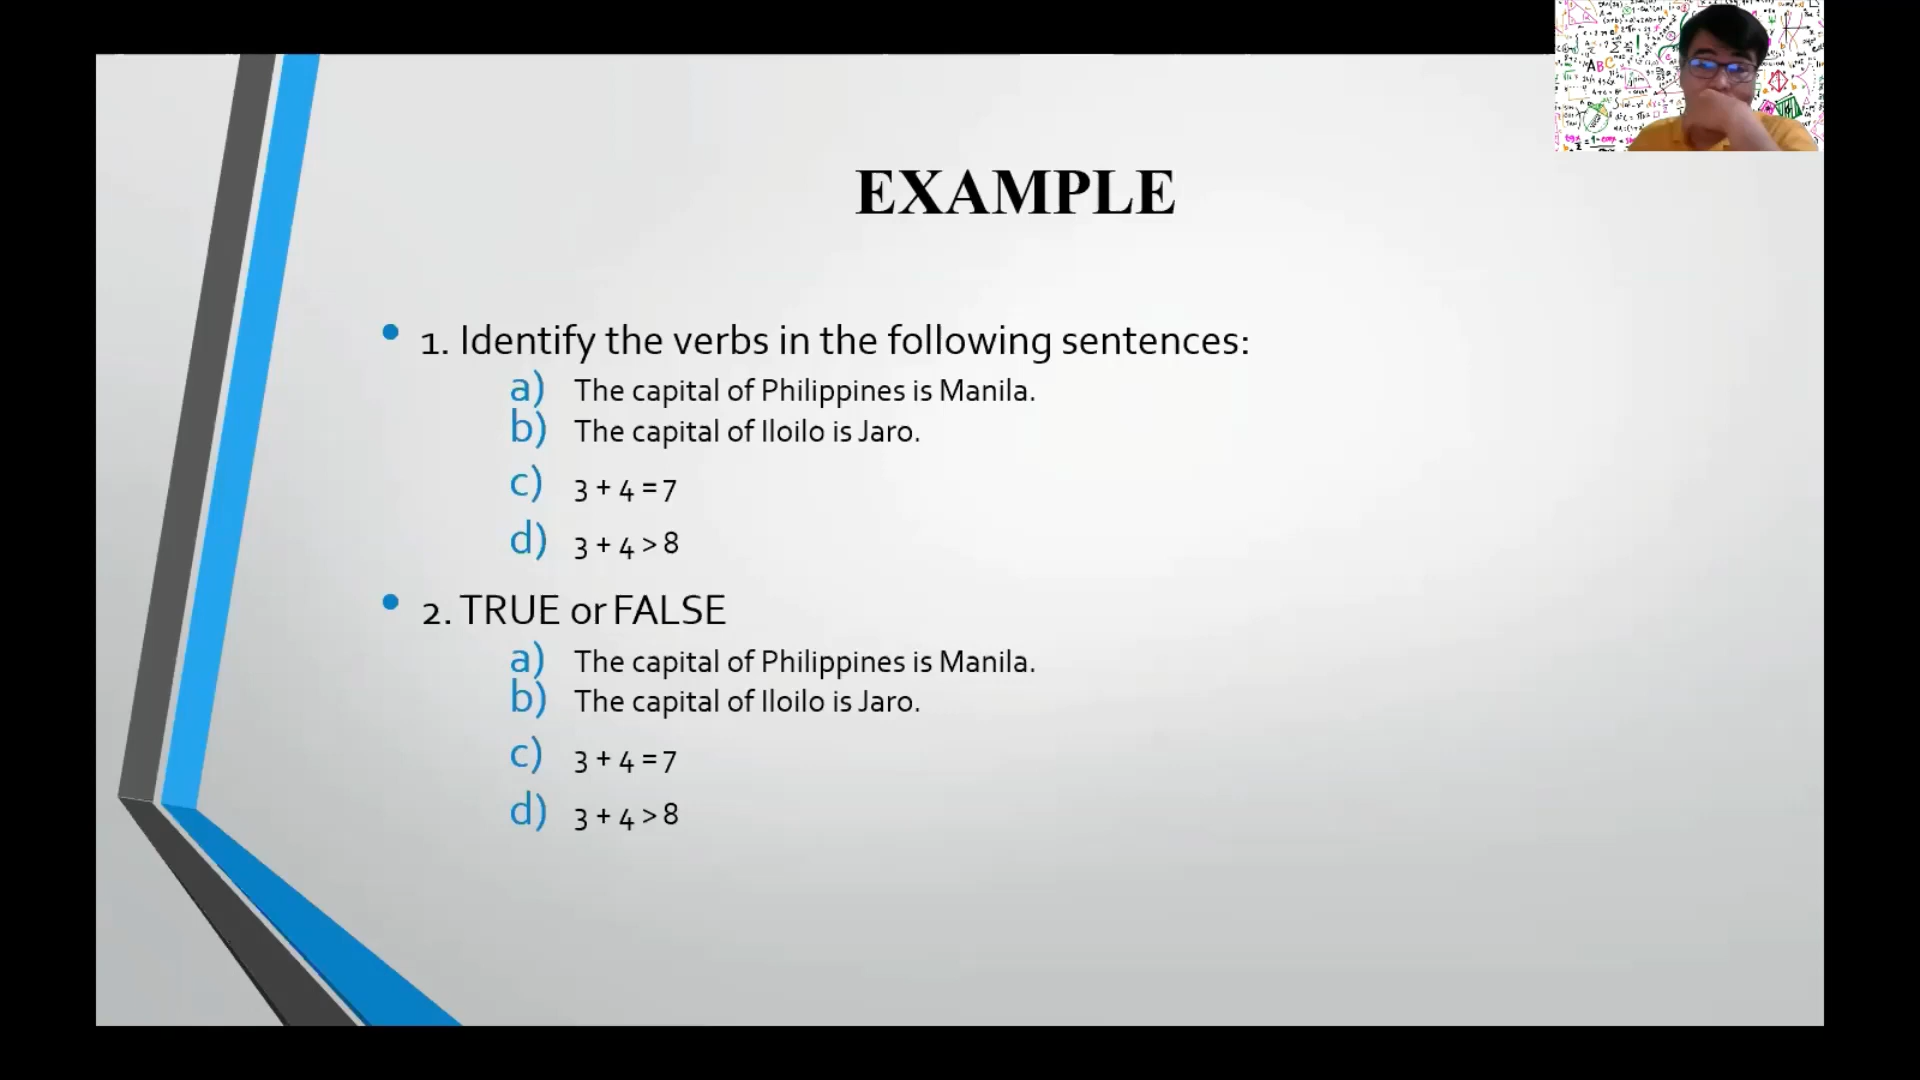 EXAMPLE
• 1. Identify the verbs in the following sentences:
a) The capital of Philippines is Manila.
b) The capital of Iloilo is Jaro.
c) 3 + 4 = 7
d) 3 + 4 > 8
• 2. TRUE or FALSE
a) The capital of Philippines is Manila.
b) The capital of Iloilo is Jaro.
c) 3 + 4 = 7
d) 3 + 4 > 8
ABC